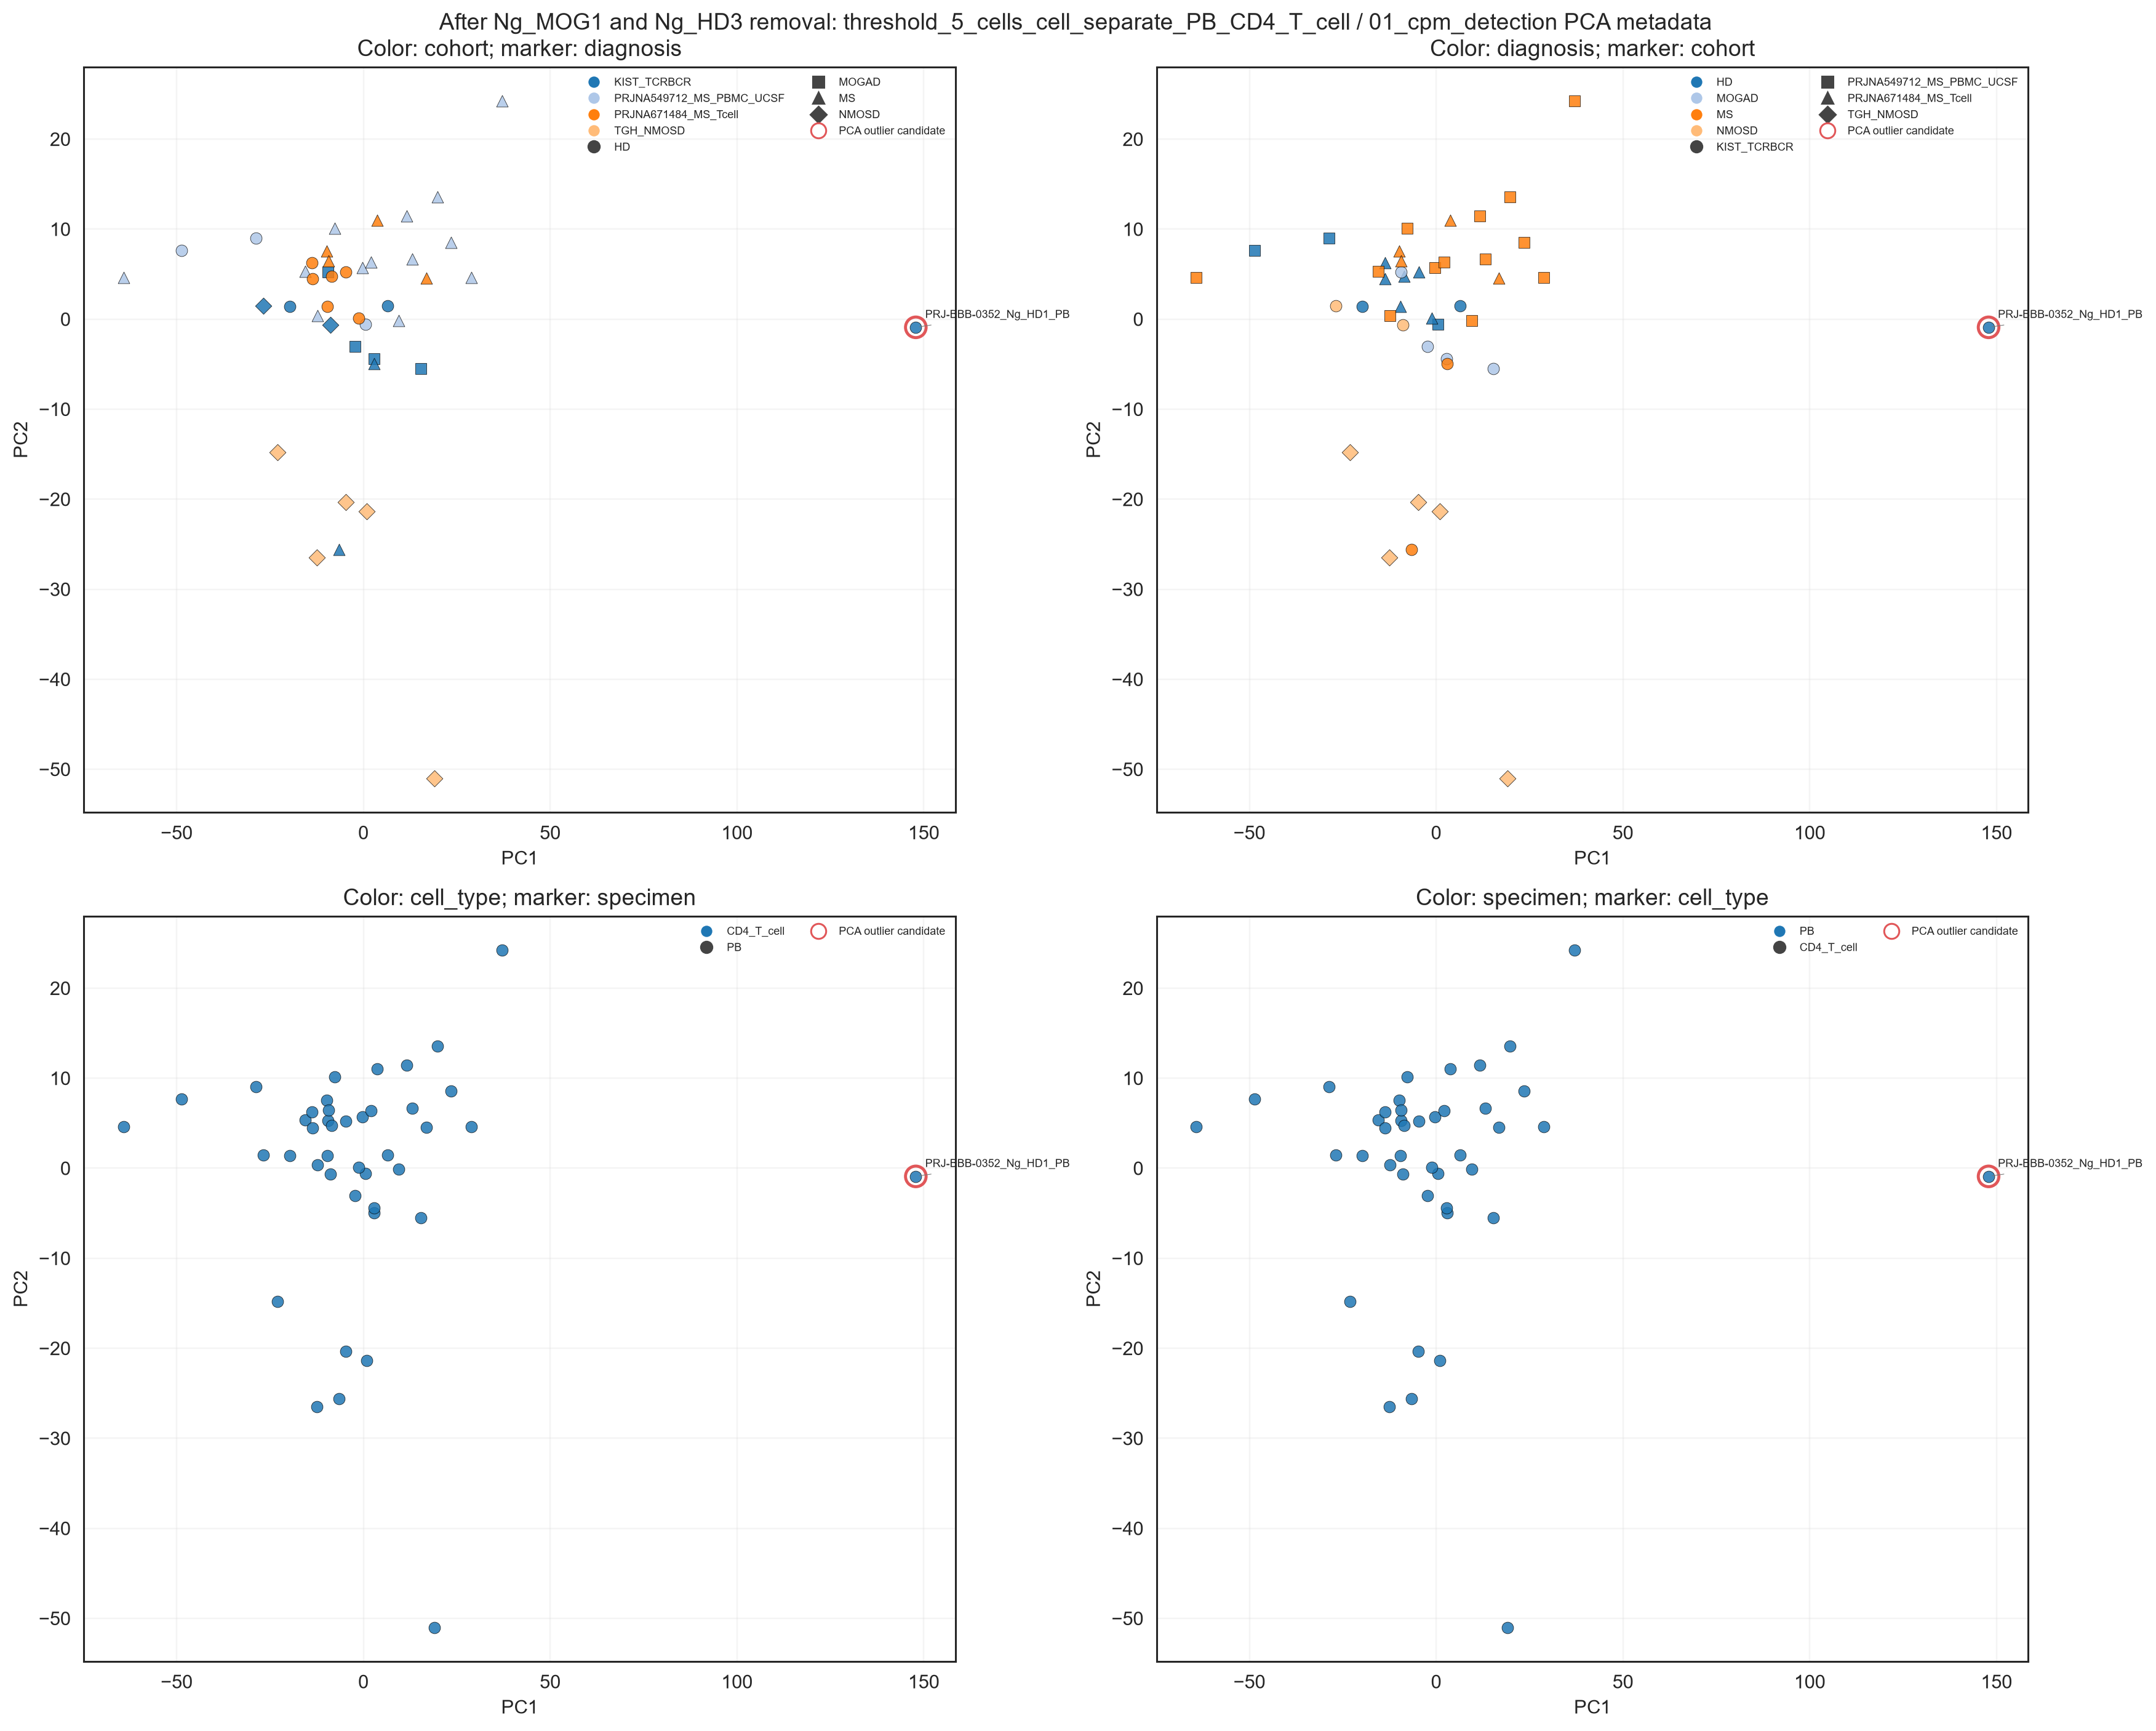 After Ng_MOG1 and Ng_HD3 removal: threshold_5_cells_cell_separate_PB_CD4_T_cell / 01_cpm_detection PCA metadata
Color: cohort; marker: diagnosis
KIST_TCRBCR
PRJNA549712_MS_PBMC_UCSF
PRJNA671484_MS_Tcell
TGH_NMOSD
HD
MOGAD
MS
NMOSD
PCA outlier candidate
PRJ-EBB-0352_Ng_HD1_PB
20
10
0
−10
−20
−30
−40
−50
PC2
−50
0
50
100
150
PC1
Color: diagnosis; marker: cohort
HD
MOGAD
MS
NMOSD
KIST_TCRBCR
PRJNA549712_MS_PBMC_UCSF
PRJNA671484_MS_Tcell
TGH_NMOSD
PCA outlier candidate
PRJ-EBB-0352_Ng_HD1_PB
20
10
0
−10
−20
−30
−40
−50
PC2
−50
0
50
100
150
PC1
Color: cell_type; marker: specimen
CD4_T_cell
PB
PCA outlier candidate
PRJ-EBB-0352_Ng_HD1_PB
20
10
0
−10
−20
−30
−40
−50
PC2
−50
0
50
100
150
PC1
Color: specimen; marker: cell_type
PB
CD4_T_cell
PCA outlier candidate
PRJ-EBB-0352_Ng_HD1_PB
20
10
0
−10
−20
−30
−40
−50
PC2
−50
0
50
100
150
PC1